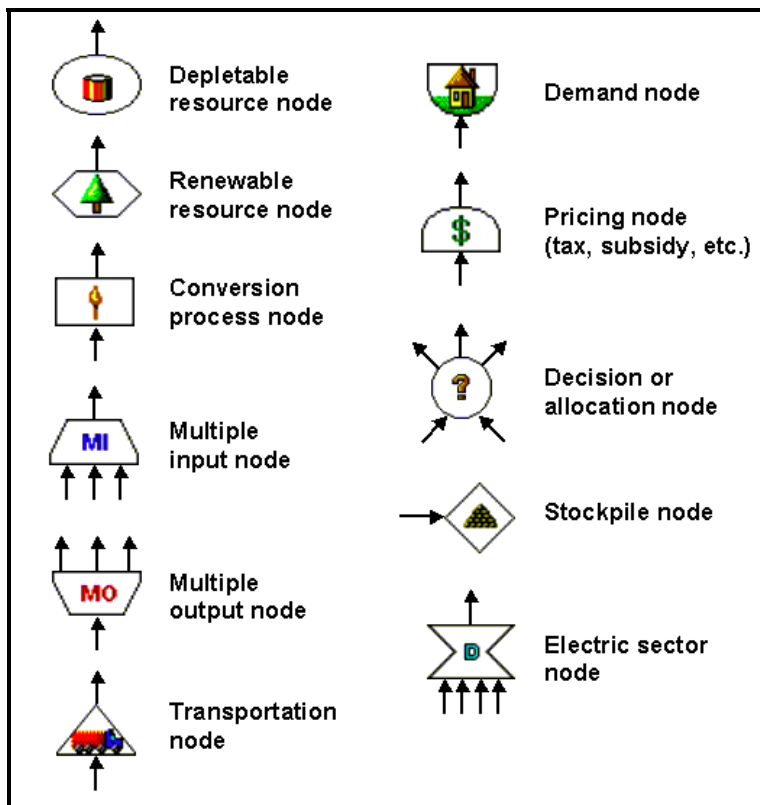 Depletable
resource node
Renewable
resource node
Conversion
process node
MI
Multiple
input node
MO
Multiple
output node
Transportation
node
Demand node
$
Pricing node
(tax, subsidy, etc.)
?
Decision or
allocation node
Stockpile node
D
Electric sector
node